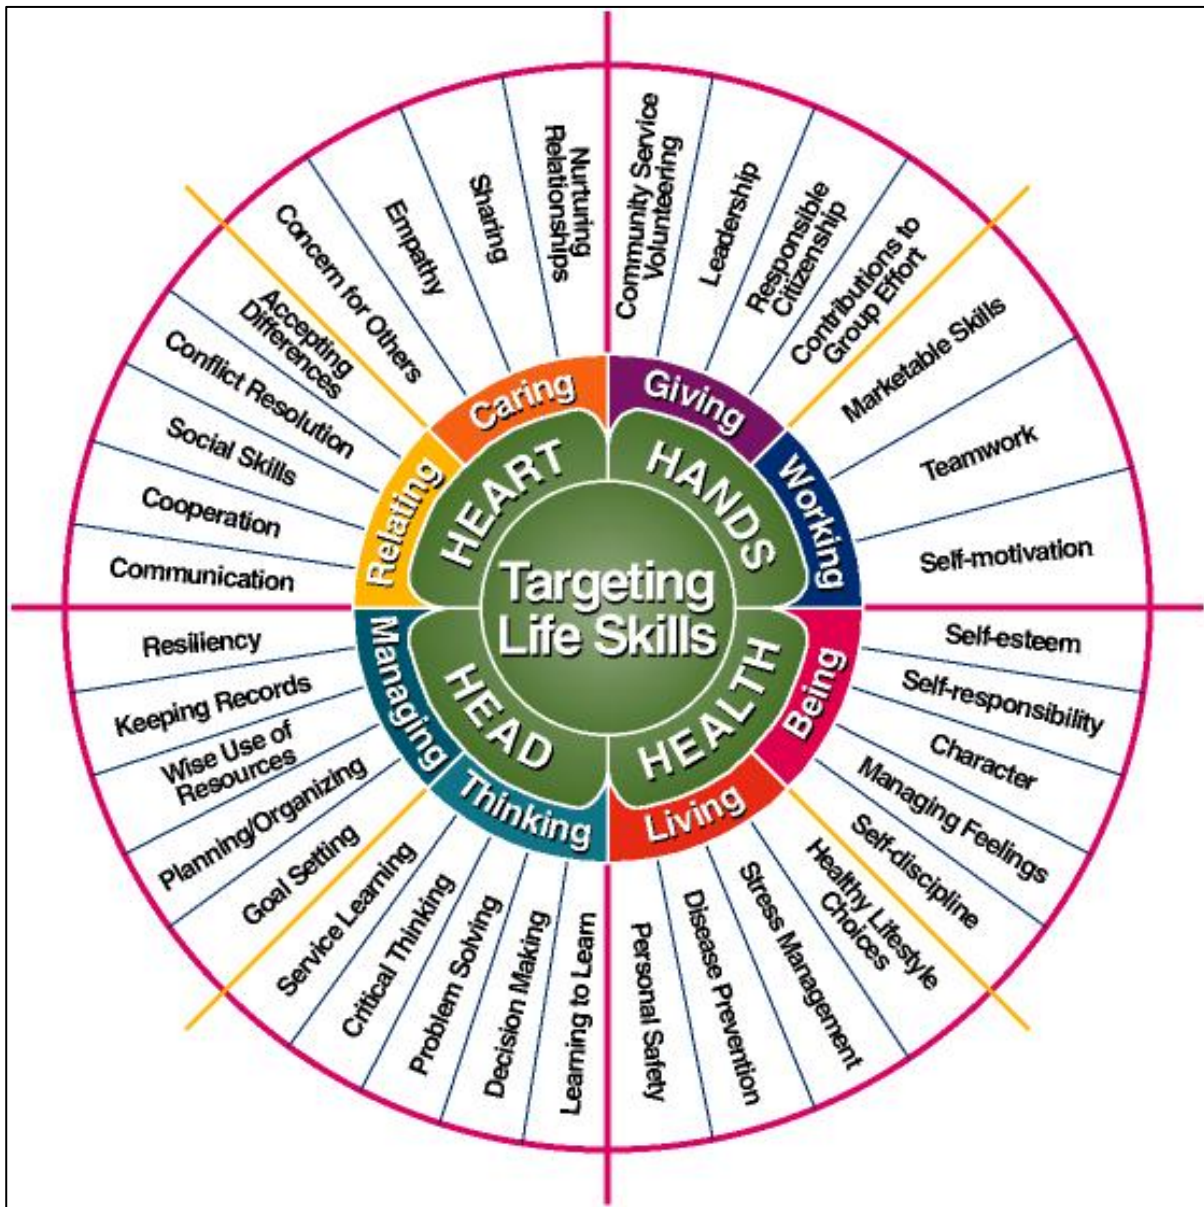 Targeting
Life Skills
HEART
HANDS
HEALTH
HEAD
Caring
Giving
Working
Being
Living
Thinking
Managing
Relating
Community Service
Volunteering
Leadership
Responsible
Citizenship
Contributions to
Group Effort
Marketable Skills
Teamwork
Self-motivation
Self-esteem
Self-responsibility
Character
Managing Feelings
Self-discipline
Healthy Lifestyle
Choices
Stress Management
Disease Prevention
Personal Safety
Learning to Learn
Decision Making
Problem Solving
Critical Thinking
Service Learning
Goal Setting
Planning/Organizing
Wise Use of
Resources
Keeping Records
Resiliency
Communication
Cooperation
Social Skills
Conflict Resolution
Accepting
Differences
Concern for Others
Empathy
Sharing
Nurturing
Relationships